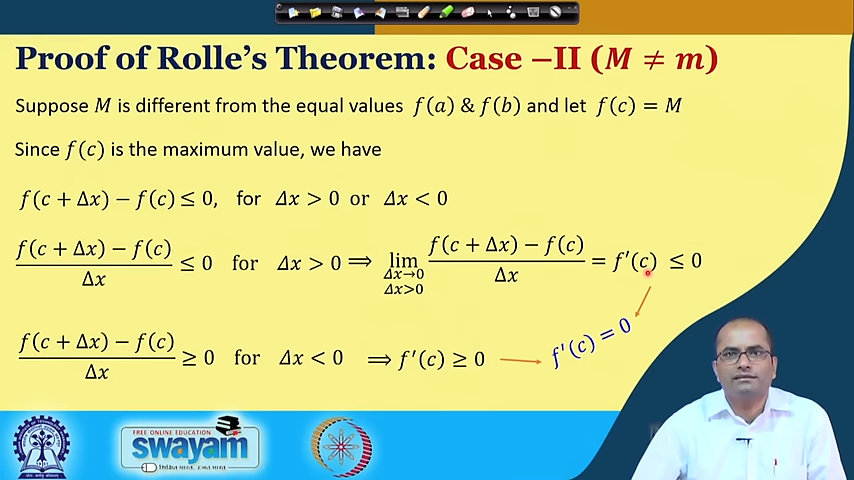 Proof of Rolle's Theorem: Case –II (M ≠ m)
Suppose M is different from the equal values f(a) & f(b) and let f(c) = M
Since f(c) is the maximum value, we have
f(c + Δx) − f(c) ≤ 0, for Δx > 0 or Δx < 0
(f(c + Δx) − f(c))/Δx ≤ 0 for Δx > 0 ⟹ lim Δx→0 Δx>0 (f(c + Δx) − f(c))/Δx = f′(c) ≤ 0
(f(c + Δx) − f(c))/Δx ≥ 0 for Δx < 0 ⟹ f′(c) ≥ 0
f′(c) = 0
FREE ONLINE EDUCATION
swayam